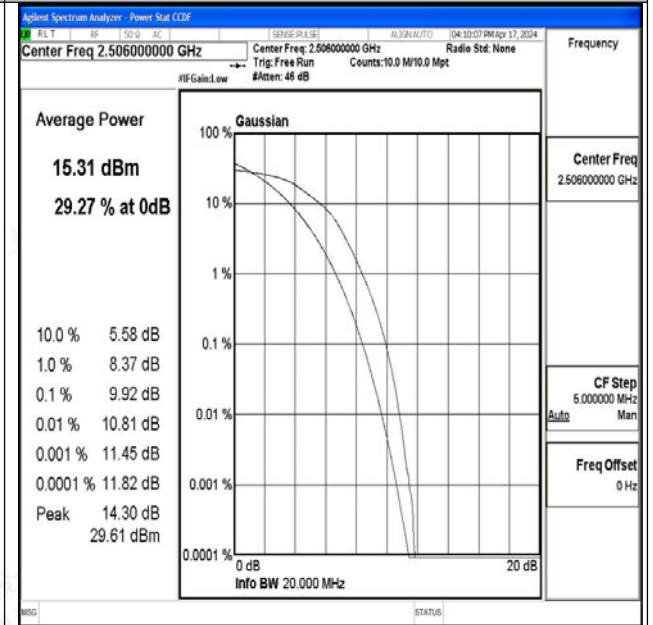 Agilent Spectrum Analyzer - Power Stat CCDF
RLT RF 50 Ω AC SENSE:PULSE ALIGN AUTO 04:10:07 PM Apr 17, 2024
Center Freq 2.506000000 GHz
Center Freq: 2.506000000 GHz Radio Std: None
Trig: Free Run Counts:10.0 M/10.0 Mpt
#IFGain:Low #Atten: 46 dB
Frequency
Average Power
15.31 dBm
29.27 % at 0dB
10.0 % 5.58 dB
1.0 % 8.37 dB
0.1 % 9.92 dB
0.01 % 10.81 dB
0.001 % 11.45 dB
0.0001 % 11.82 dB
Peak 14.30 dB
29.61 dBm
Gaussian
100 %
10 %
1 %
0.1 %
0.01 %
0.001 %
0.0001 %
0 dB 20 dB
Info BW 20.000 MHz
Center Freq
2.506000000 GHz
CF Step
5.000000 MHz
Auto Man
Freq Offset
0 Hz
MSG STATUS